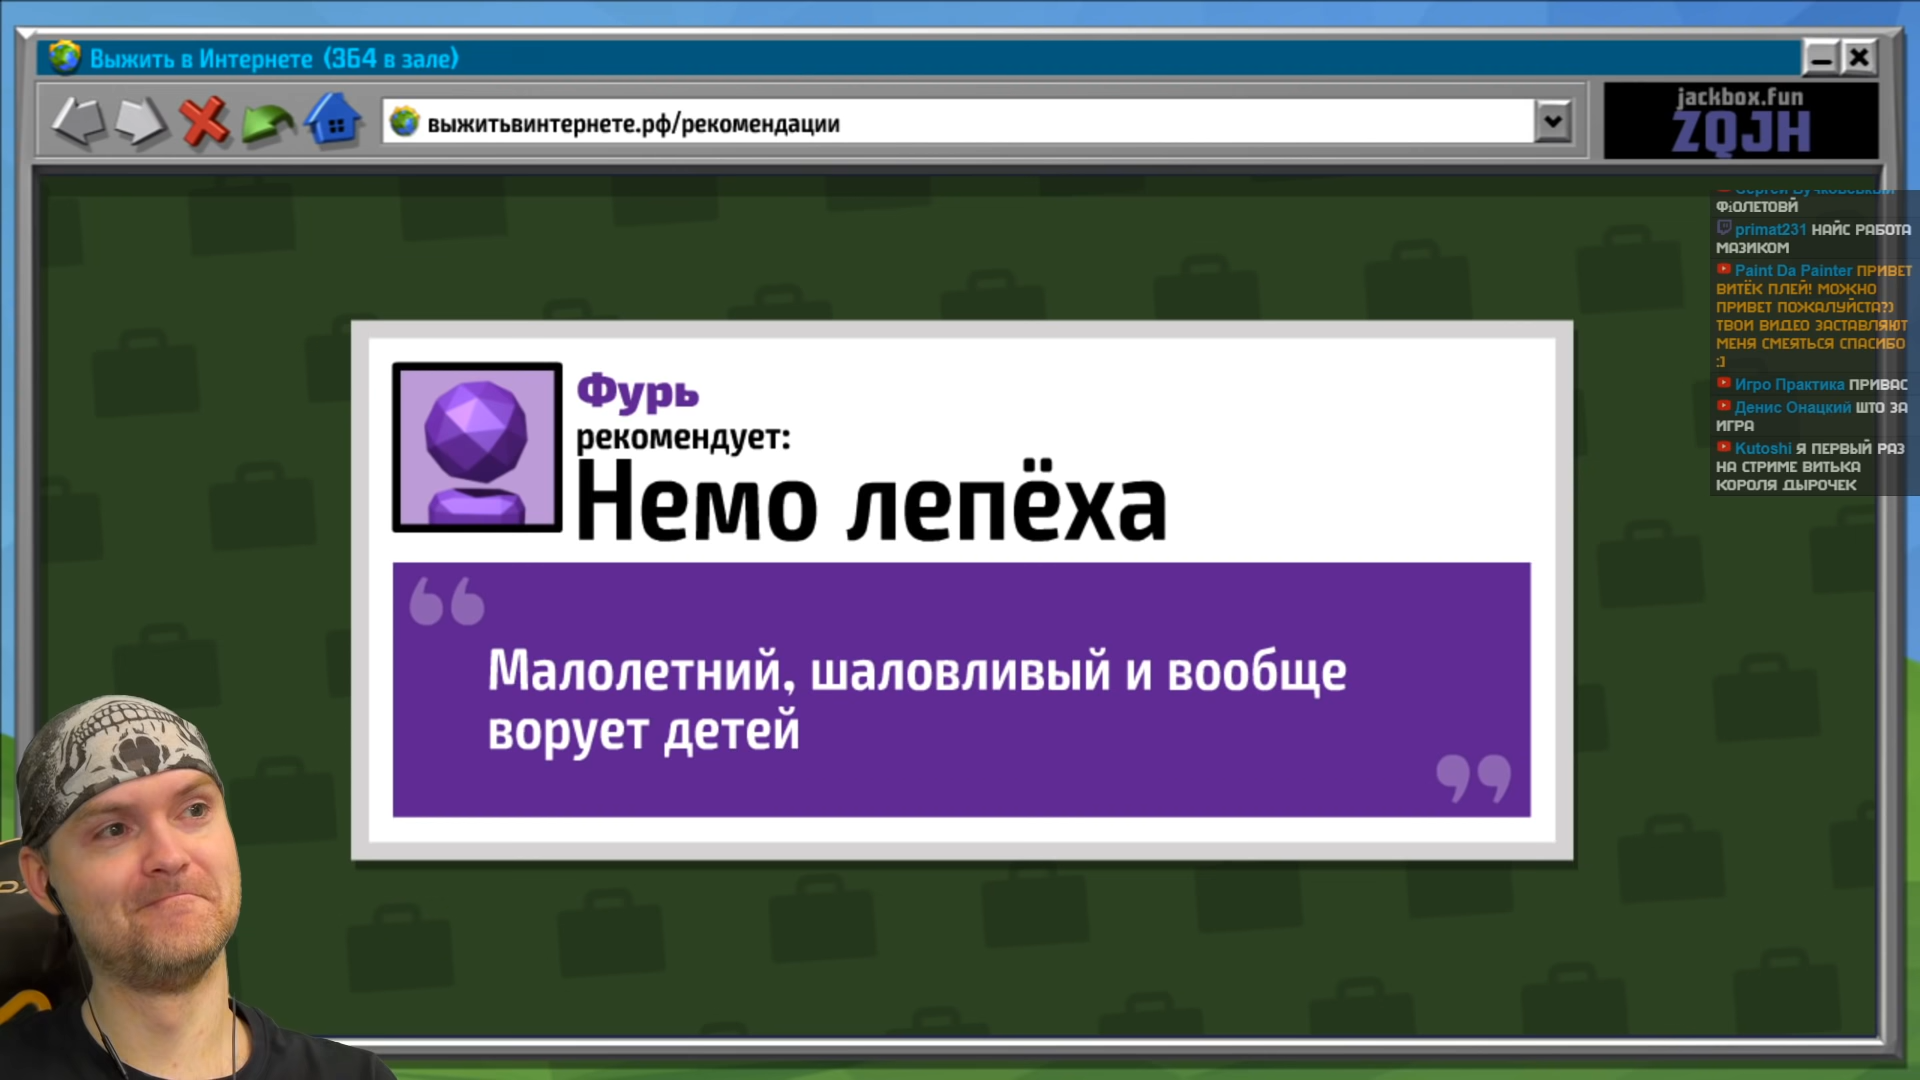 Выжить в Интернете (364 в зале)
выжитьвинтернете.рф/рекомендации
jackbox.fun
ZQJH
ФіОЛЕТОВЙ
primat231 НАЙС РАБОТА
МАЗИКОМ
Paint Da Painter ПРИВЕТ
ВИТЁК ПЛЕЙ! МОЖНО
ПРИВЕТ ПОЖАЛУЙСТА?)
ТВОИ ВИДЕО ЗАСТАВЛЯЮТ
МЕНЯ СМЕЯТЬСЯ СПАСИБО
:)
Игро Практика ПРИВАС
Денис Онацкий ШТО ЗА
ИГРА
Kutoshi Я ПЕРВЫЙ РАЗ
НА СТРИМЕ ВИТЬКА
КОРОЛЯ ДЫРОЧЕК
Фурь
рекомендует:
Немо лепёха
Малолетний, шаловливый и вообще
ворует детей